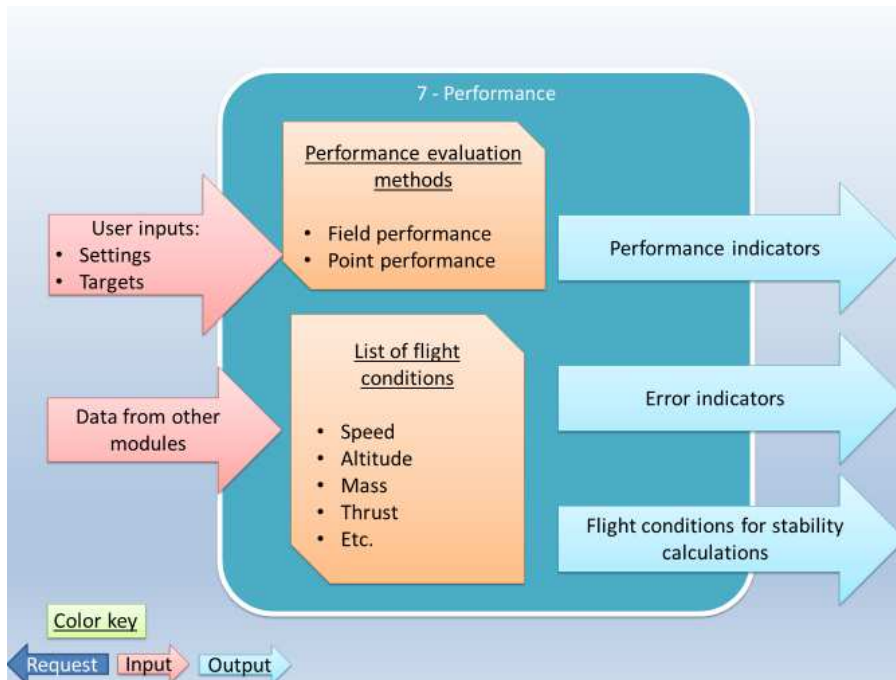 7 - Performance
Performance evaluation
methods
• Field performance
• Point performance
User inputs:
• Settings
• Targets
Performance indicators
List of flight
conditions
• Speed
• Altitude
• Mass
• Thrust
• Etc.
Data from other
modules
Error indicators
Flight conditions for stability
calculations
Color key
Request
Input
Output